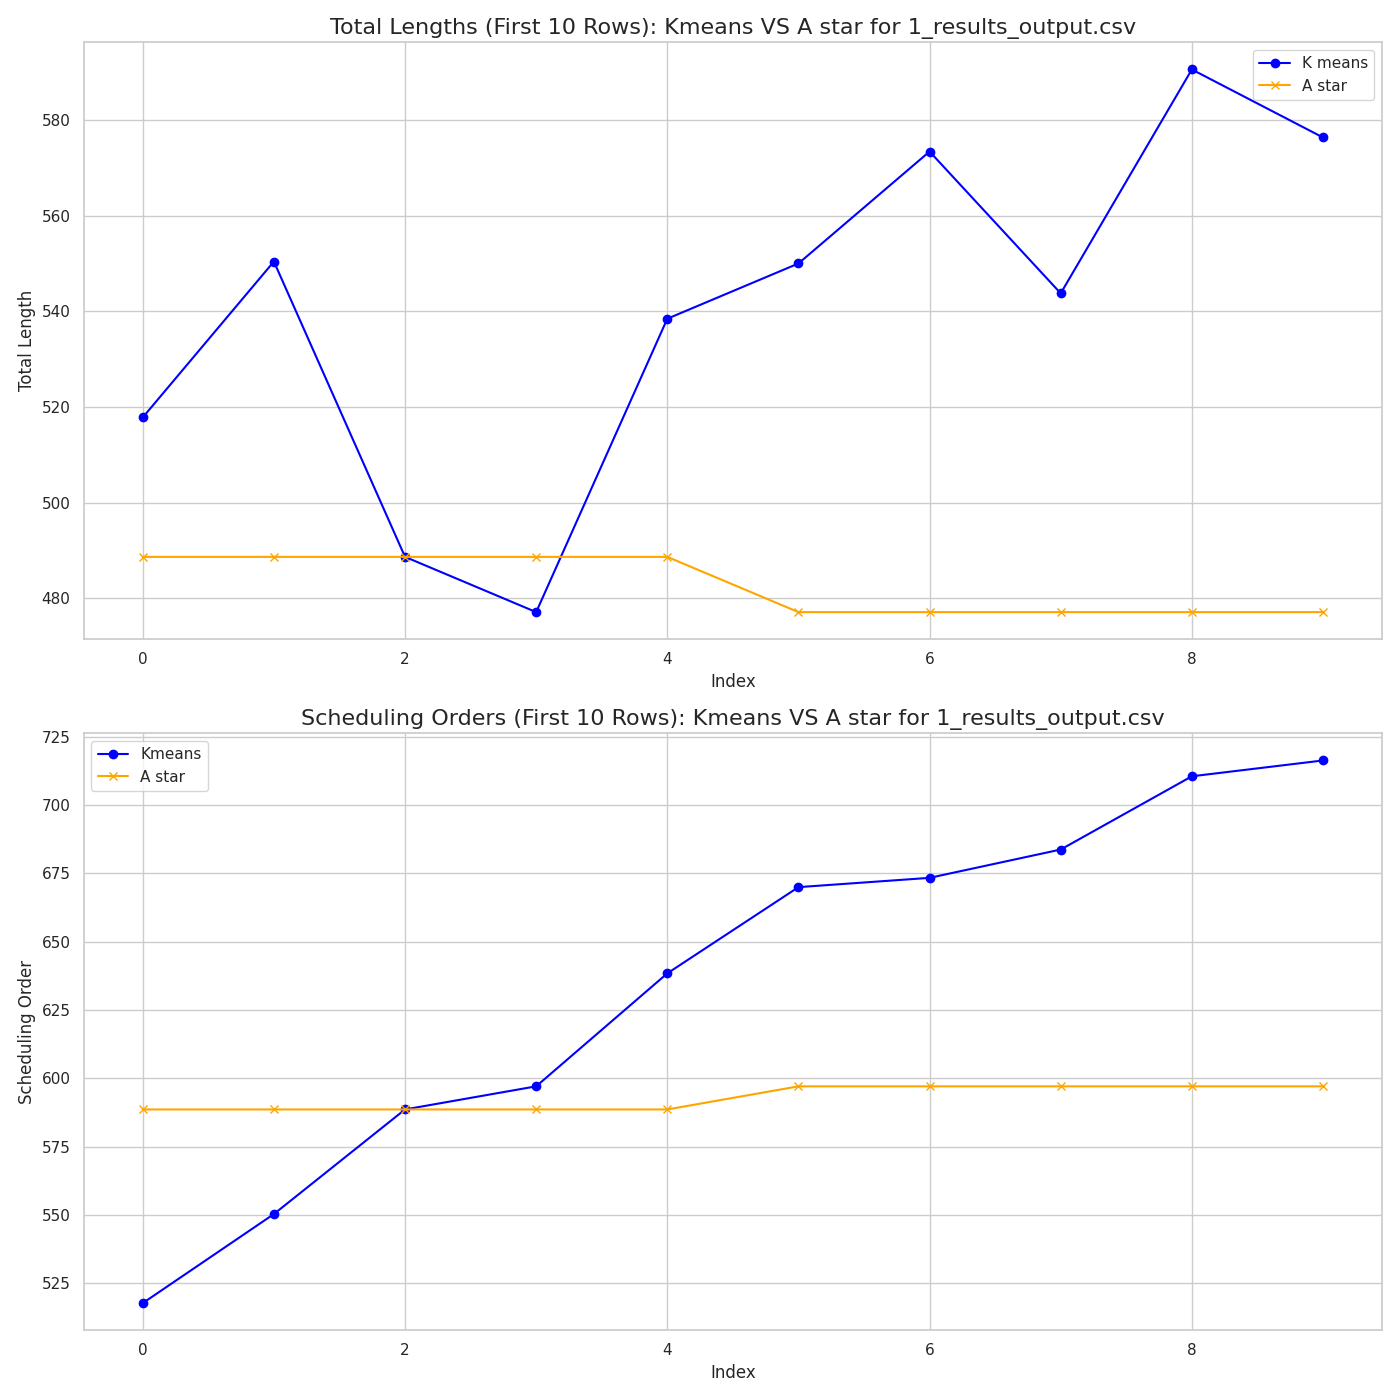 Total Lengths (First 10 Rows): Kmeans VS A star for 1_results_output.csv
K means
A star
Total Length
580
560
540
520
500
480
0 2 4 6 8
Index
Scheduling Orders (First 10 Rows): Kmeans VS A star for 1_results_output.csv
Kmeans
A star
Scheduling Order
725
700
675
650
625
600
575
550
525
0 2 4 6 8
Index